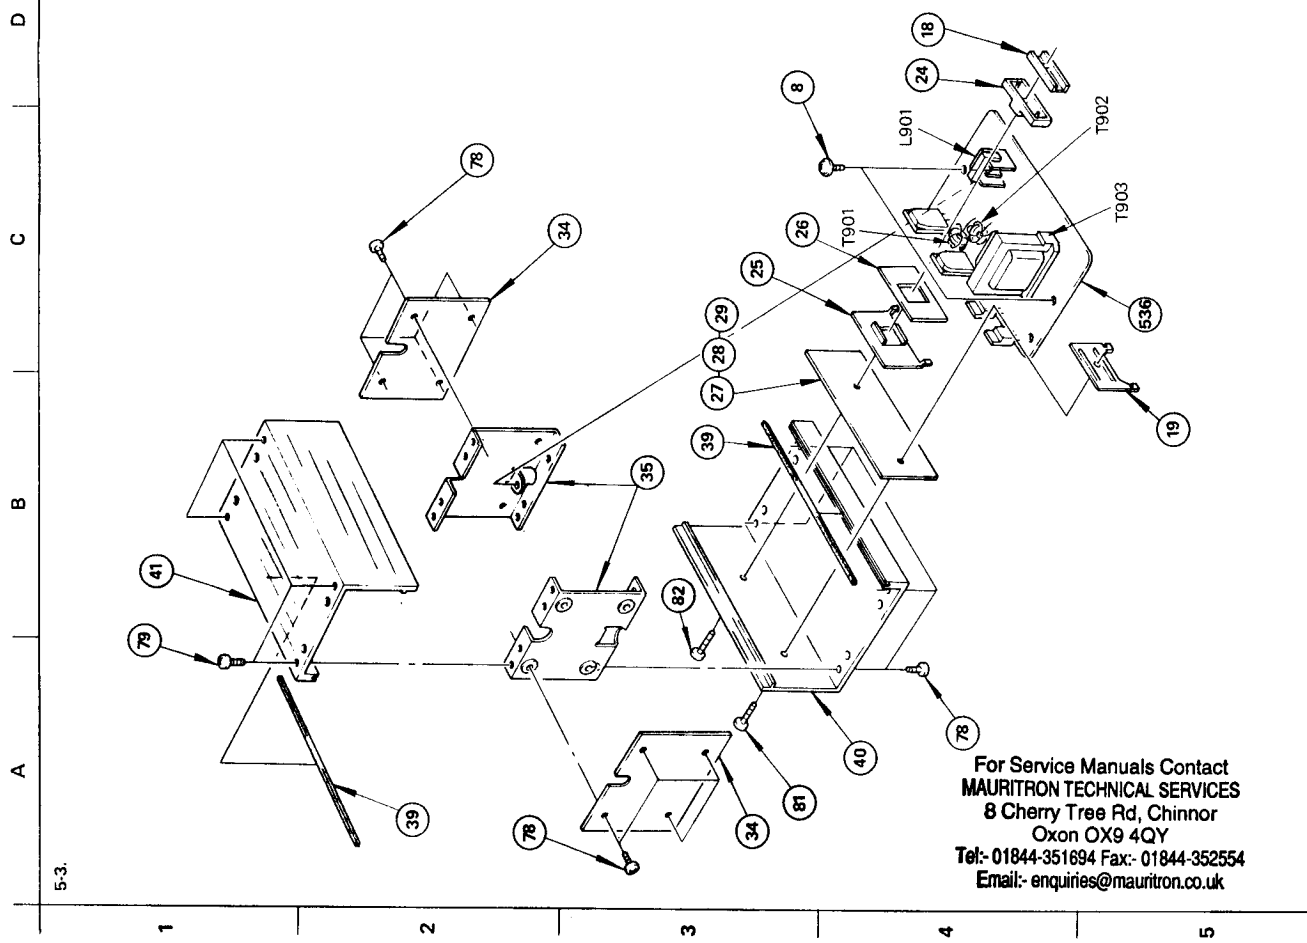 D
C
B
A
5-3.
1
2
3
4
5
18
24
8
L901
T902
78
T901
T903
26
34
25
29
28
27
536
19
39
35
41
82
79
40
78
81
34
78
39
For Service Manuals Contact
MAURITRON TECHNICAL SERVICES
8 Cherry Tree Rd, Chinnor
Oxon OX9 4QY
Tel:- 01844-351694 Fax:- 01844-352554
Email:- enquiries@mauritron.co.uk